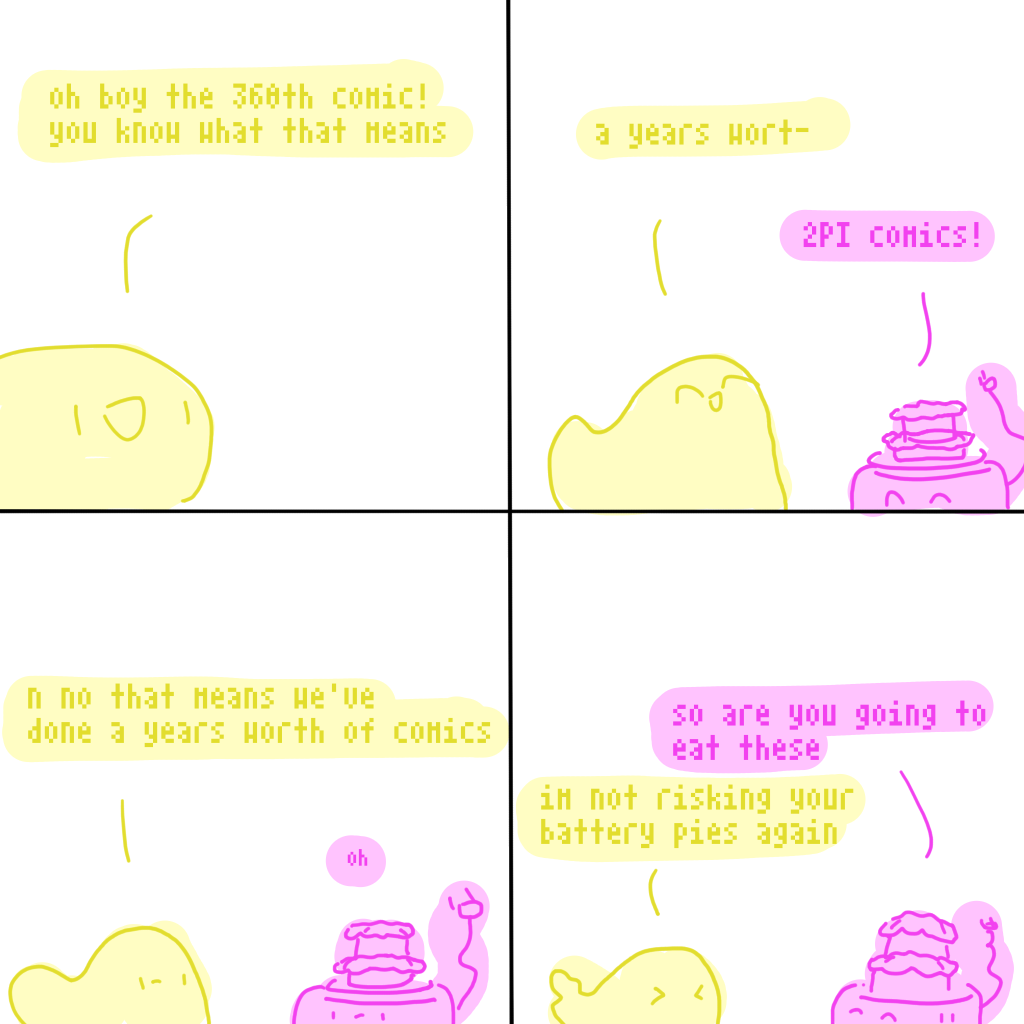 oh boy the 360th comic!
you know what that means
a years wort-
2PI comics!
n no that means we've
done a years worth of comics
oh
so are you going to
eat these
im not risking your
battery pies again